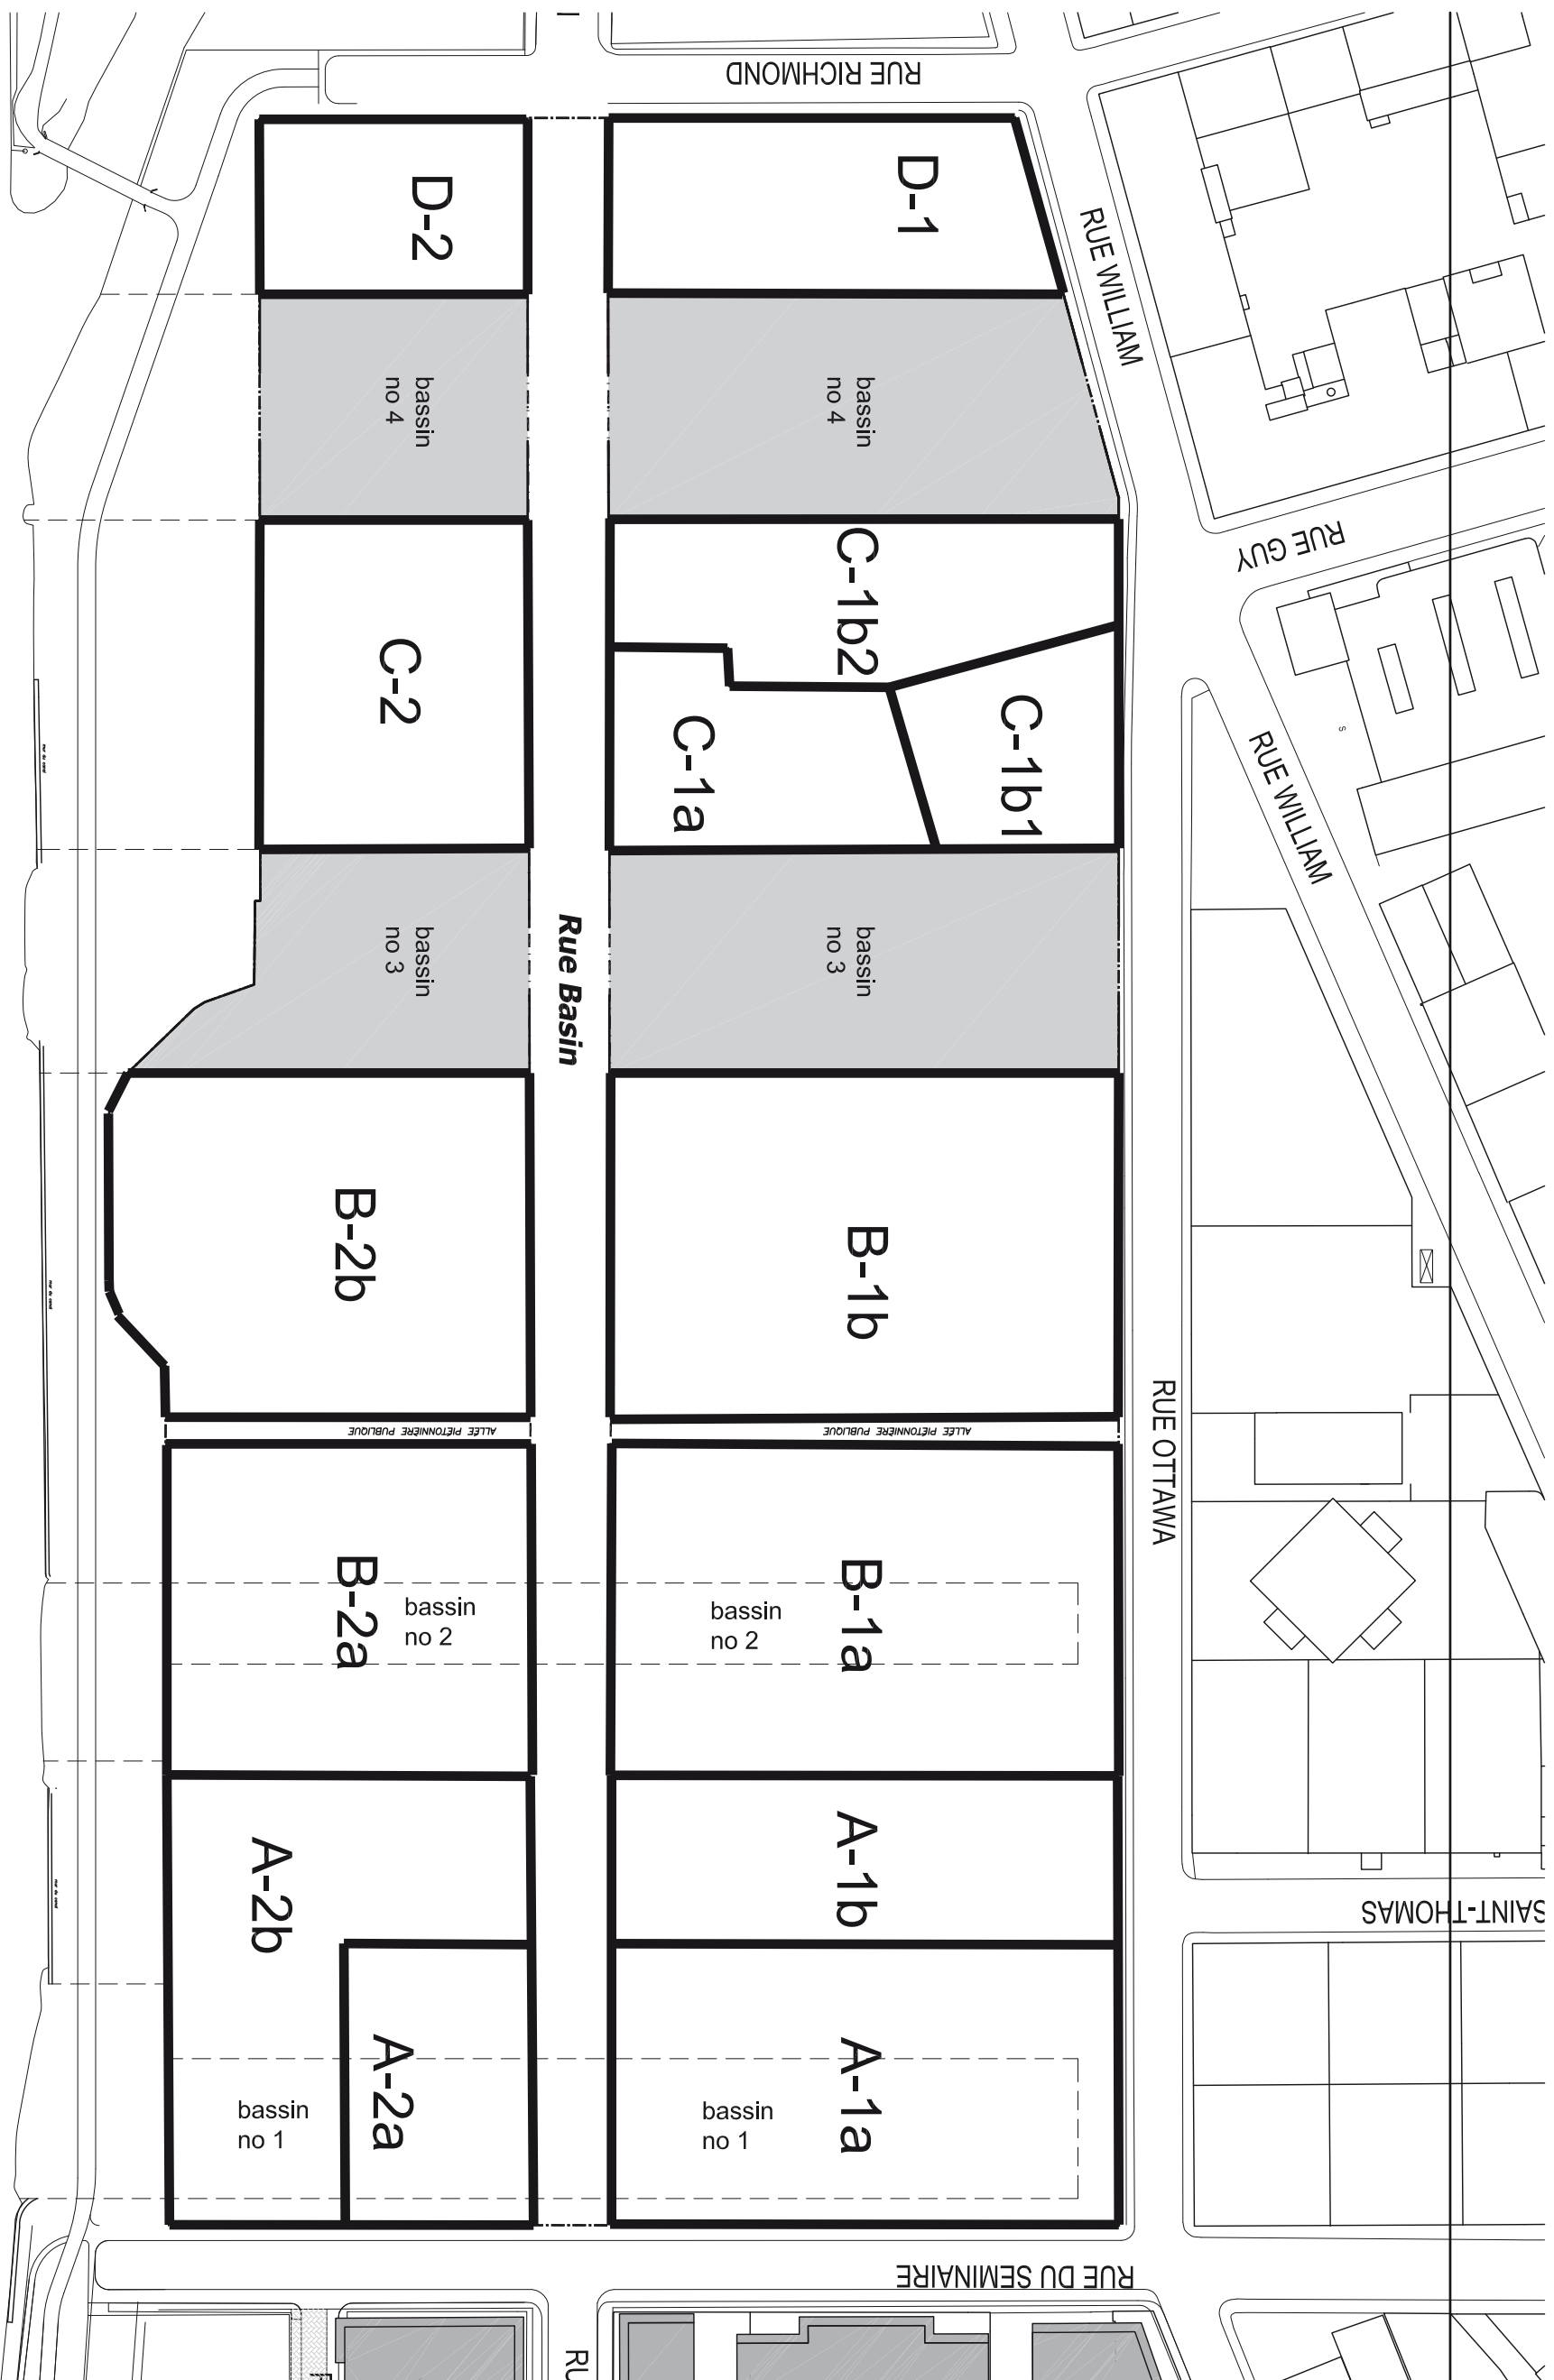 RUE RICHMOND
D-2
D-1
RUE WILLIAM
bassin
no 4
bassin
no 4
RUE GUY
C-1b2
C-2
C-1a
C-1b1
RUE WILLIAM
s
bassin
no 3
Rue Basin
bassin
no 3
B-2b
B-1b
RUE OTTAWA
ALLÉE PIÉTONNIÈRE PUBLIQUE
ALLÉE PIÉTONNIÈRE PUBLIQUE
B-2a
bassin
no 2
bassin
no 2
B-1a
A-2b
A-1b
SAINT-THOMAS
A-2a
A-1a
bassin
no 1
bassin
no 1
RUE DU SEMINAIRE
RU